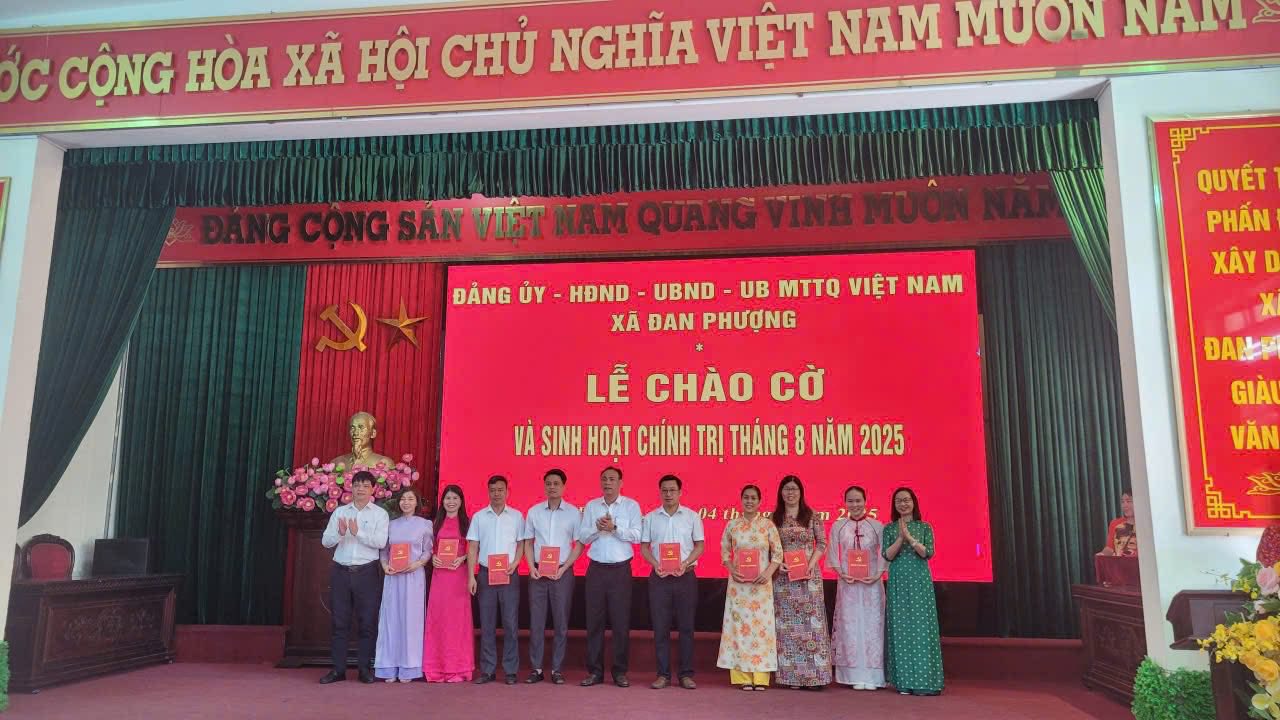 ỚC CỘNG HÒA XÃ HỘI CHỦ NGHĨA VIỆT NAM MUÔN NĂM
ĐẢNG CỘNG SẢN VIỆT NAM QUANG VINH MUÔN NĂM
ĐẢNG ỦY - HĐND - UBND - UB MTTQ VIỆT NAM
XÃ ĐAN PHƯỢNG
*
LỄ CHÀO CỜ
VÀ SINH HOẠT CHÍNH TRỊ THÁNG 8 NĂM 2025
04
QUYẾT
PHẤN
XÂY D
ĐAN
GIÀU
VĂN